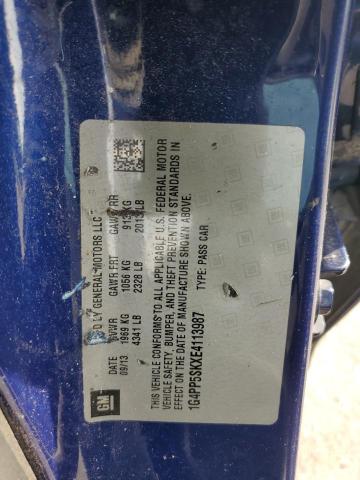 LY GENERAL MOTORS LLC
DATE GVWR GAWR FRT GAWR RR
09/13 1969 KG 1056 KG 913 KG
4341 LB 2328 LB 2013 LB
THIS VEHICLE CONFORMS TO ALL APPLICABLE U.S. FEDERAL MOTOR
VEHICLE SAFETY, BUMPER, AND THEFT PREVENTION STANDARDS IN
EFFECT ON THE DATE OF MANUFACTURE SHOWN ABOVE.
1G4PP5SKXE4113987 TYPE: PASS CAR
GM